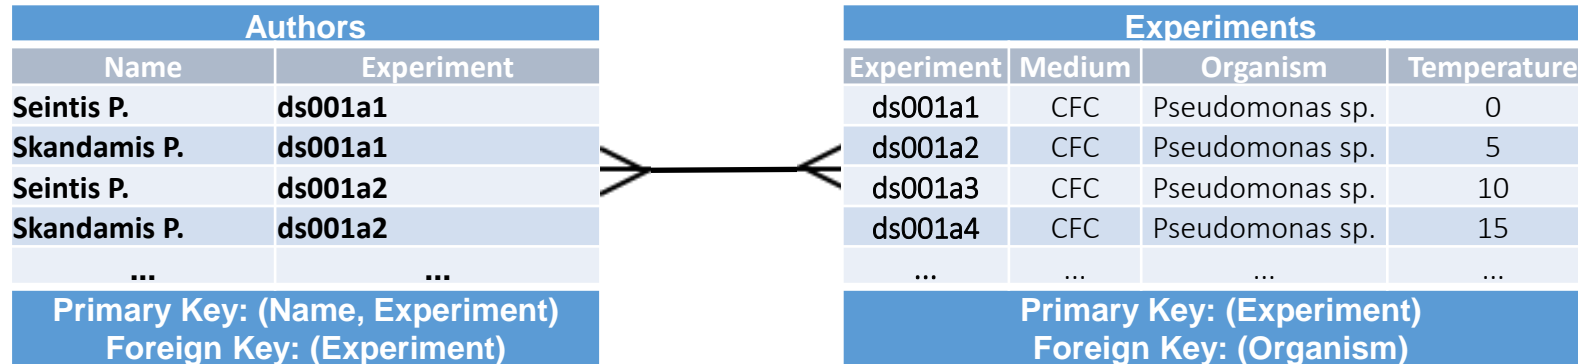 Authors
Name Experiment
Seintis P. ds001a1
Skandamis P. ds001a1
Seintis P. ds001a2
Skandamis P. ds001a2
... ...
Primary Key: (Name, Experiment)
Foreign Key: (Experiment)
Experiments
Experiment Medium Organism Temperature
ds001a1 CFC Pseudomonas sp. 0
ds001a2 CFC Pseudomonas sp. 5
ds001a3 CFC Pseudomonas sp. 10
ds001a4 CFC Pseudomonas sp. 15
... ... ... ...
Primary Key: (Experiment)
Foreign Key: (Organism)